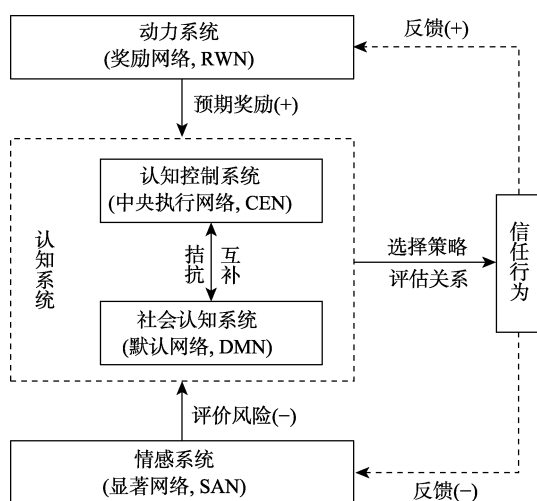 动力系统
(奖励网络, RWN)
反馈(+)
预期奖励(+)
认知系统
认知控制系统
(中央执行网络, CEN)
拮抗
互补
社会认知系统
(默认网络, DMN)
选择策略
评估关系
信任行为
评价风险(−)
情感系统
(显著网络, SAN)
反馈(−)